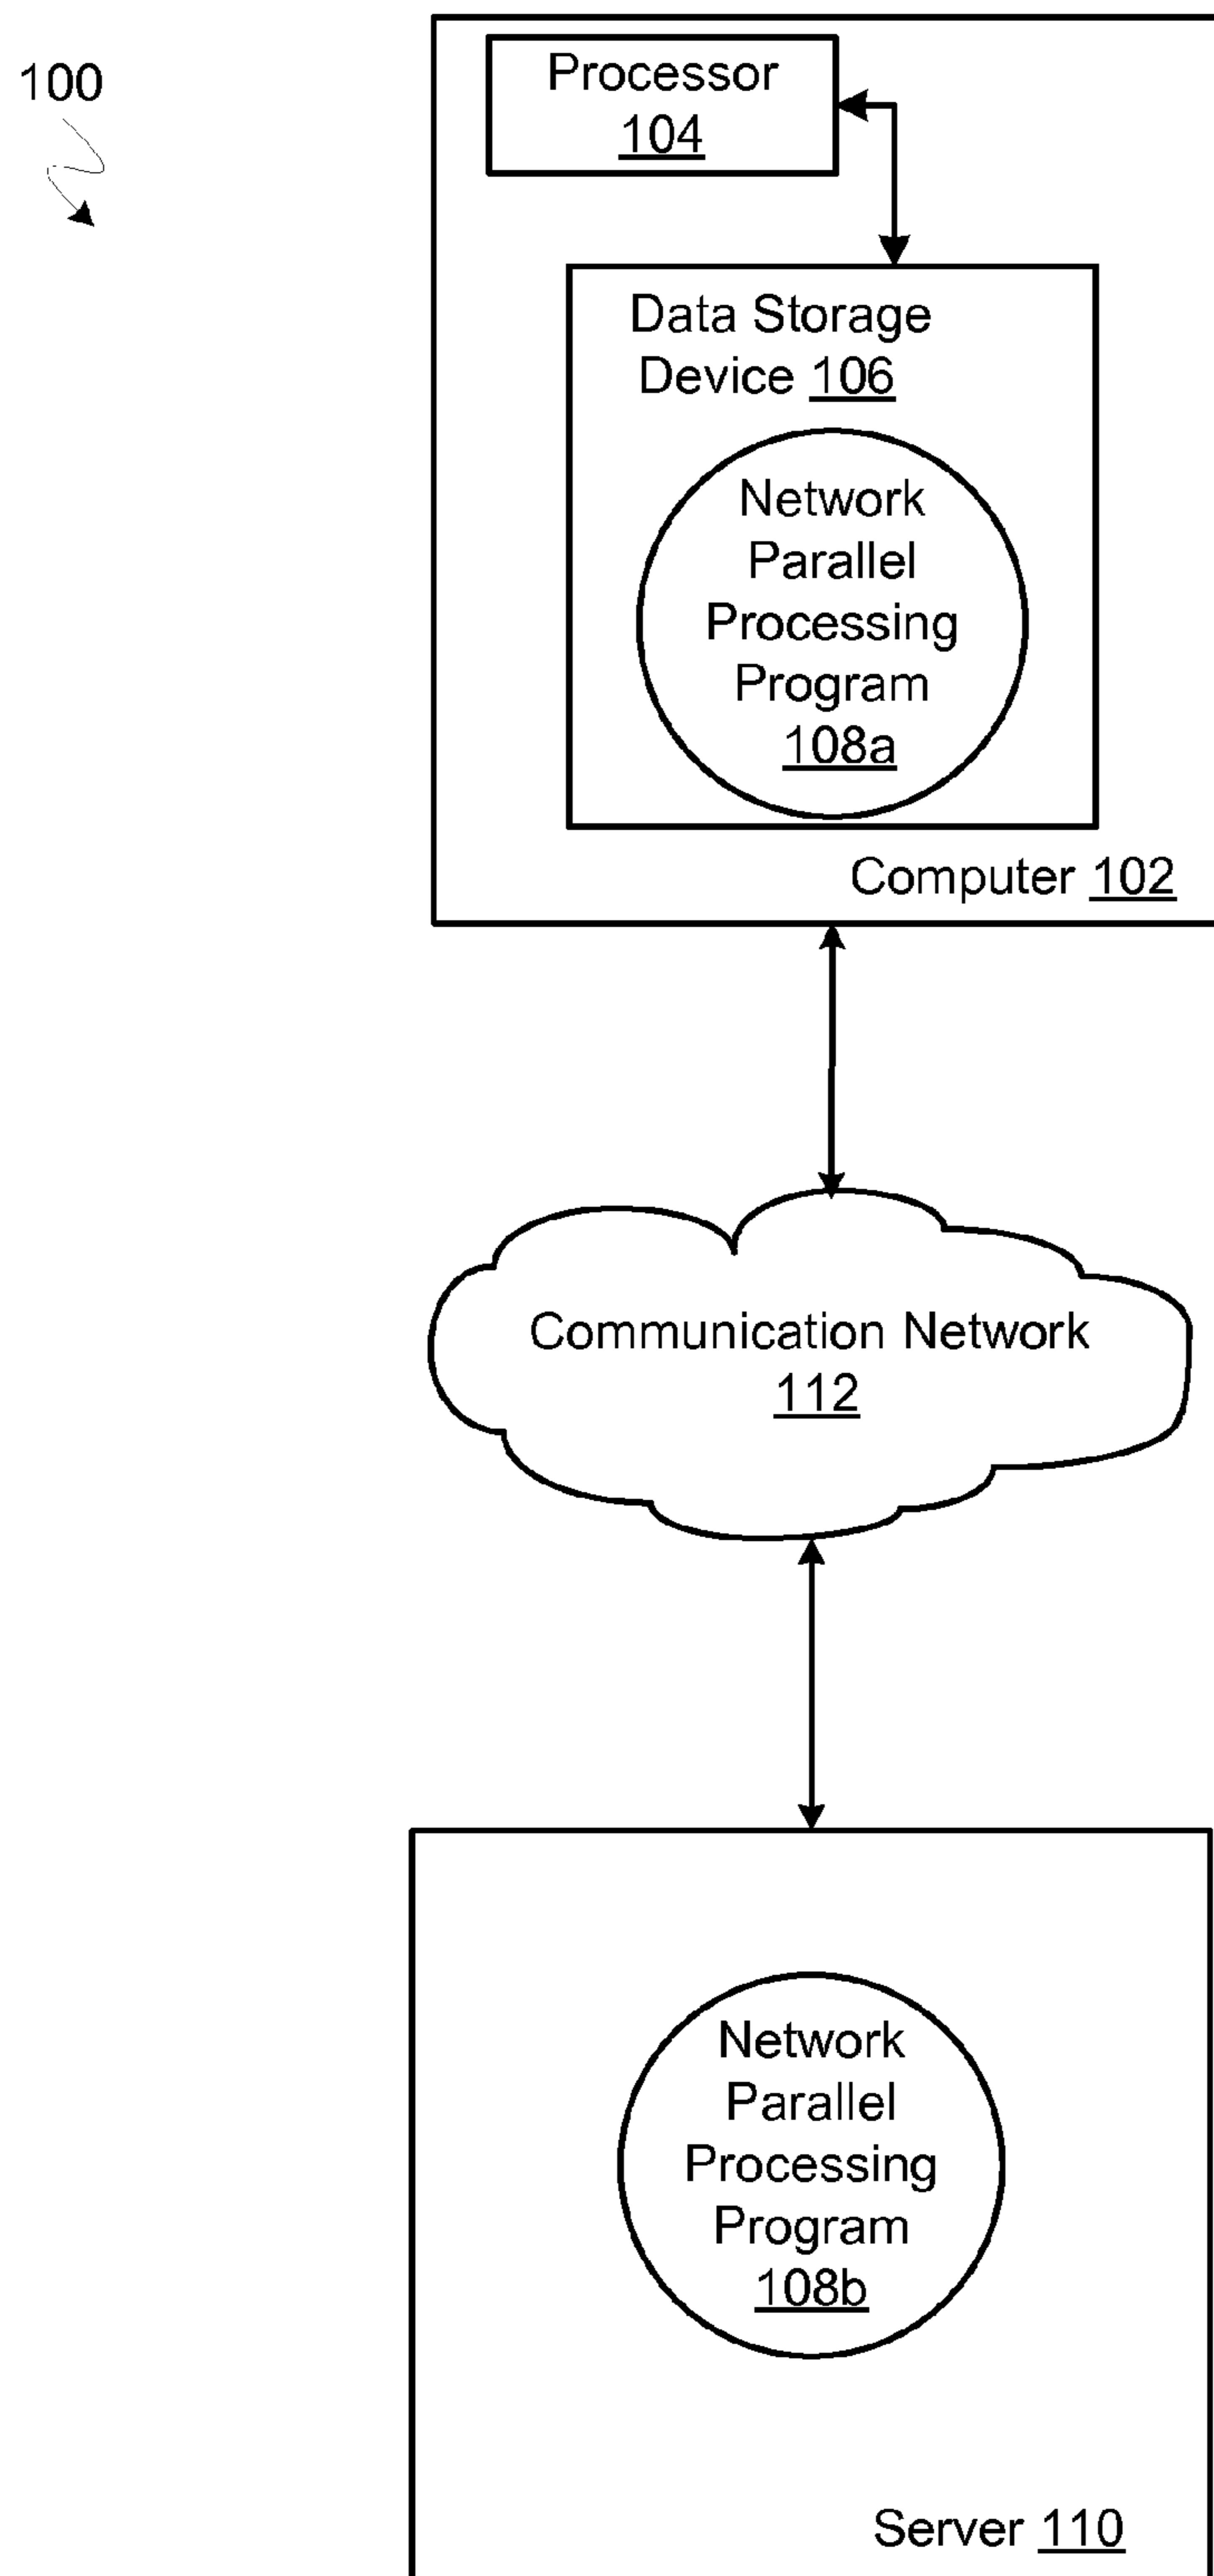 100
Processor
104
Data Storage
Device 106
Network
Parallel
Processing
Program
108a
Computer 102
Communication Network
112
Network
Parallel
Processing
Program
108b
Server 110